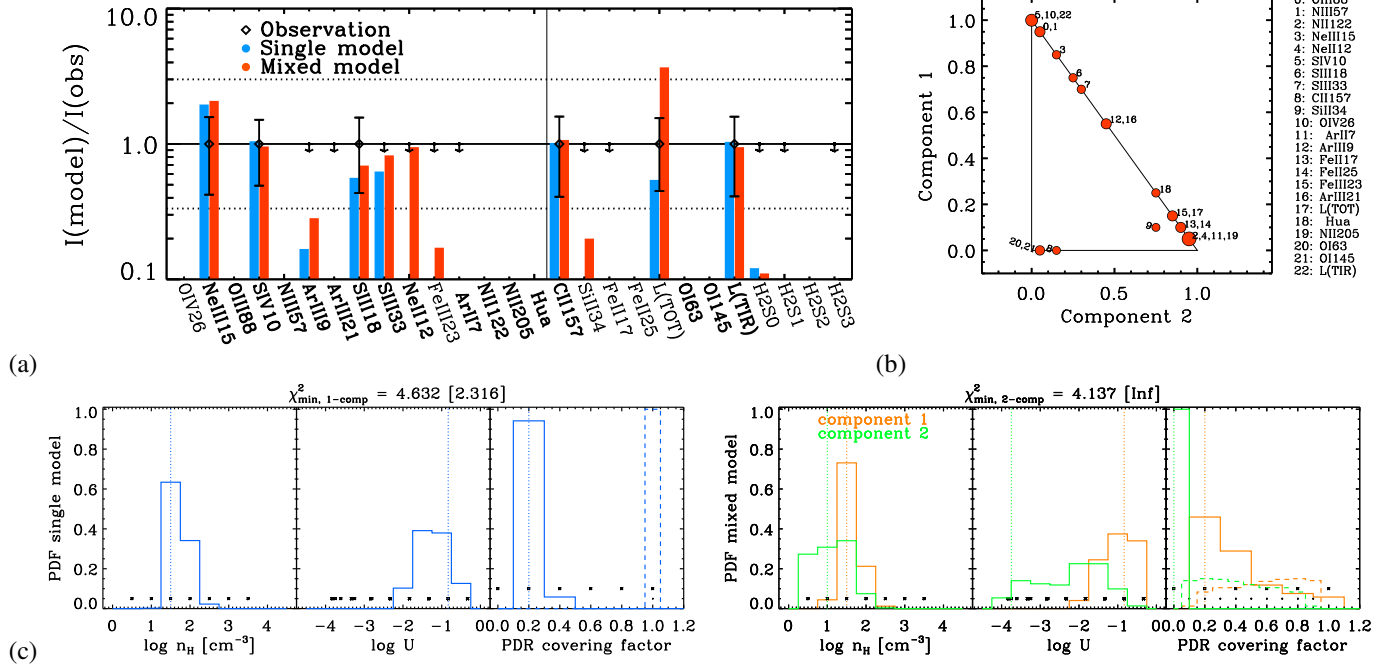 10.0
1.0
0.1
I(model)/I(obs)
Observation
Single model
Mixed model
OIV26
NeIII15
OIII88
SIV10
NIII57
ArIII9
ArIII21
SIII18
SIII33
NeII12
FeIII23
ArII7
NII122
NII205
Hua
CII157
SiII34
FeII17
FeII25
L(TOT)
OI63
OI145
L(TIR)
H2S0
H2S1
H2S2
H2S3
(a)
1.0
0.8
0.6
0.4
0.2
0.0
Component 1
5,10,22
0,1
3
6
7
12,16
18
15,17
9
13,14
2,4,11,19
20,21
8
0.0 0.5 1.0
Component 2
1: NIII57
2: NII122
3: NeIII15
4: NeII12
5: SIV10
6: SIII18
7: SIII33
8: CII157
9: SiII34
10: OIV26
11: ArII7
12: ArIII9
13: FeII17
14: FeII25
15: FeIII23
16: ArIII21
17: L(TOT)
18: Hua
19: NII205
20: OI63
21: OI145
22: L(TIR)
(b)
χ²min, 1-comp = 4.632 [2.316]
1.0
0.8
0.6
0.4
0.2
0.0
PDF single model
0 1 2 3 4
log nH [cm⁻³]
−4 −3 −2 −1
log U
0.0 0.2 0.4 0.6 0.8 1.0 1.2
PDR covering factor
χ²min, 2-comp = 4.137 [Inf]
component 1
component 2
1.0
0.8
0.6
0.4
0.2
0.0
PDF mixed model
0 1 2 3 4
log nH [cm⁻³]
−4 −3 −2 −1
log U
0.0 0.2 0.4 0.6 0.8 1.0 1.2
PDR covering factor
(c)